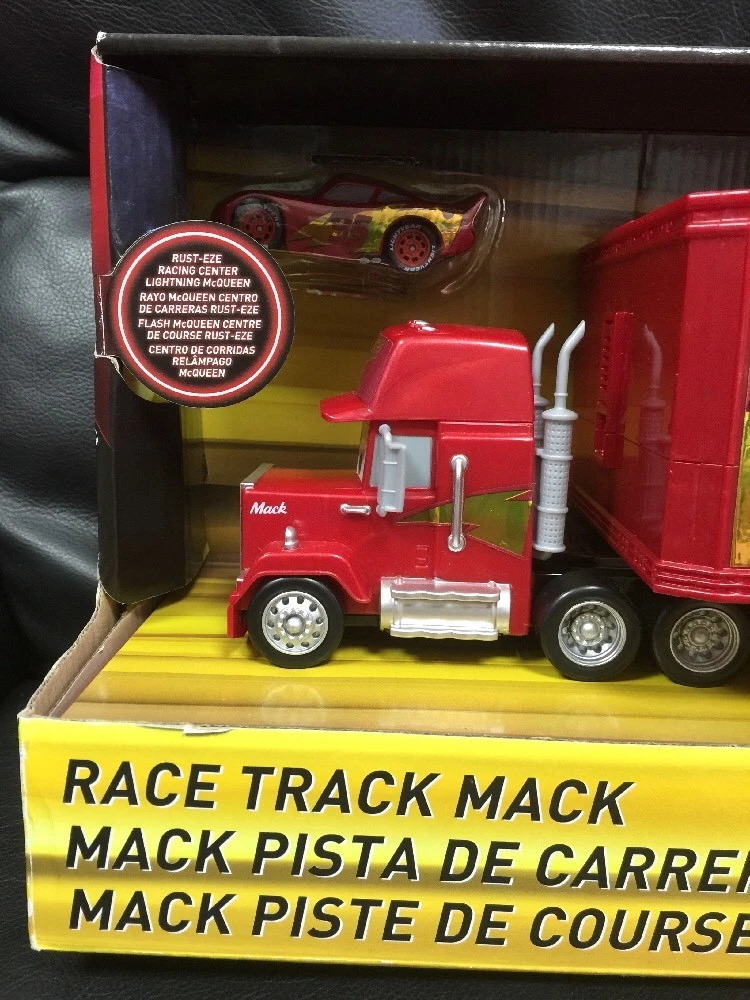 RUST-EZE
RACING CENTER
LIGHTNING McQUEEN
RAYO McQUEEN CENTRO
DE CARRERAS RUST-EZE
FLASH McQUEEN CENTRE
DE COURSE RUST-EZE
CENTRO DE CORRIDAS
RELÂMPAGO
McQUEEN
LIGHTYEAR
Mack
RACE TRACK MACK
MACK PISTA DE CARRE
MACK PISTE DE COURSE